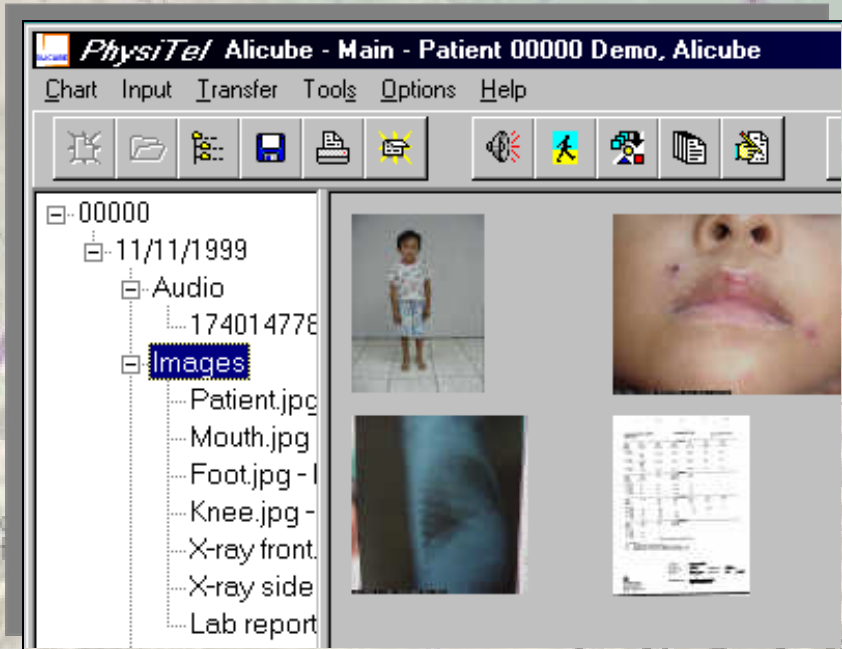 PhysiTel Alicube - Main - Patient 00000 Demo, Alicube
Chart Input Transfer Tools Options Help
00000
11/11/1999
Audio
174014778
Images
Patient.jpg
Mouth.jpg
Foot.jpg -
Knee.jpg -
X-ray front.
X-ray side
Lab report